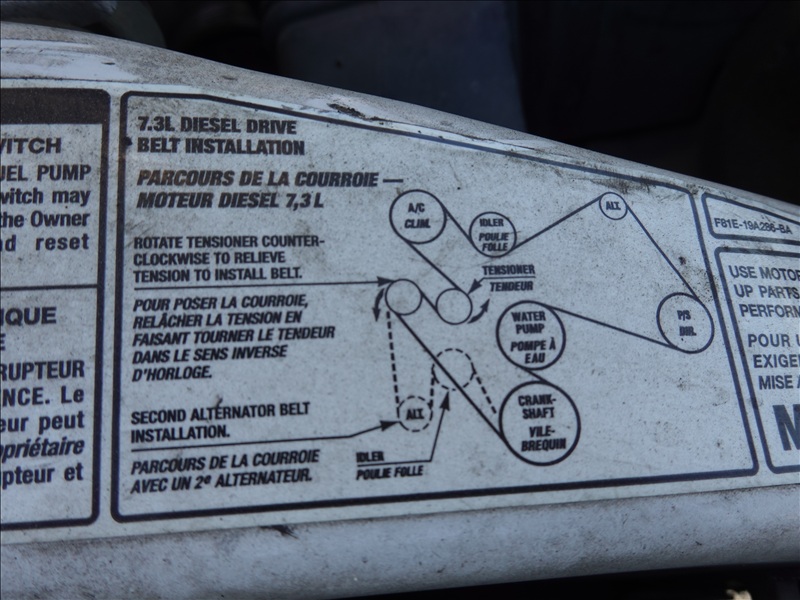 WITCH
UEL PUMP
switch may
the Owner
nd reset
IQUE
E
RUPTEUR
NCE. Le
eur peut
opriétaire
upteur et
7.3L DIESEL DRIVE
BELT INSTALLATION
PARCOURS DE LA COURROIE —
MOTEUR DIESEL 7,3 L
ROTATE TENSIONER COUNTER-
CLOCKWISE TO RELIEVE
TENSION TO INSTALL BELT.
POUR POSER LA COURROIE,
RELÂCHER LA TENSION EN
FAISANT TOURNER LE TENDEUR
DANS LE SENS INVERSE
D'HORLOGE.
SECOND ALTERNATOR BELT
INSTALLATION.
PARCOURS DE LA COURROIE
AVEC UN 2e ALTERNATEUR.
A/C
CLIM.
IDLER
POULIE
FOLLE
ALT.
TENSIONER
TENDEUR
WATER
PUMP
POMPE À
EAU
P/S
DIR.
CRANK-
SHAFT
VILE-
BREQUIN
ALT.
IDLER
POULIE FOLLE
F81E-19A296-BA
USE MOTOR
UP PARTS
PERFORM
POUR U
EXIGE
MISE
M